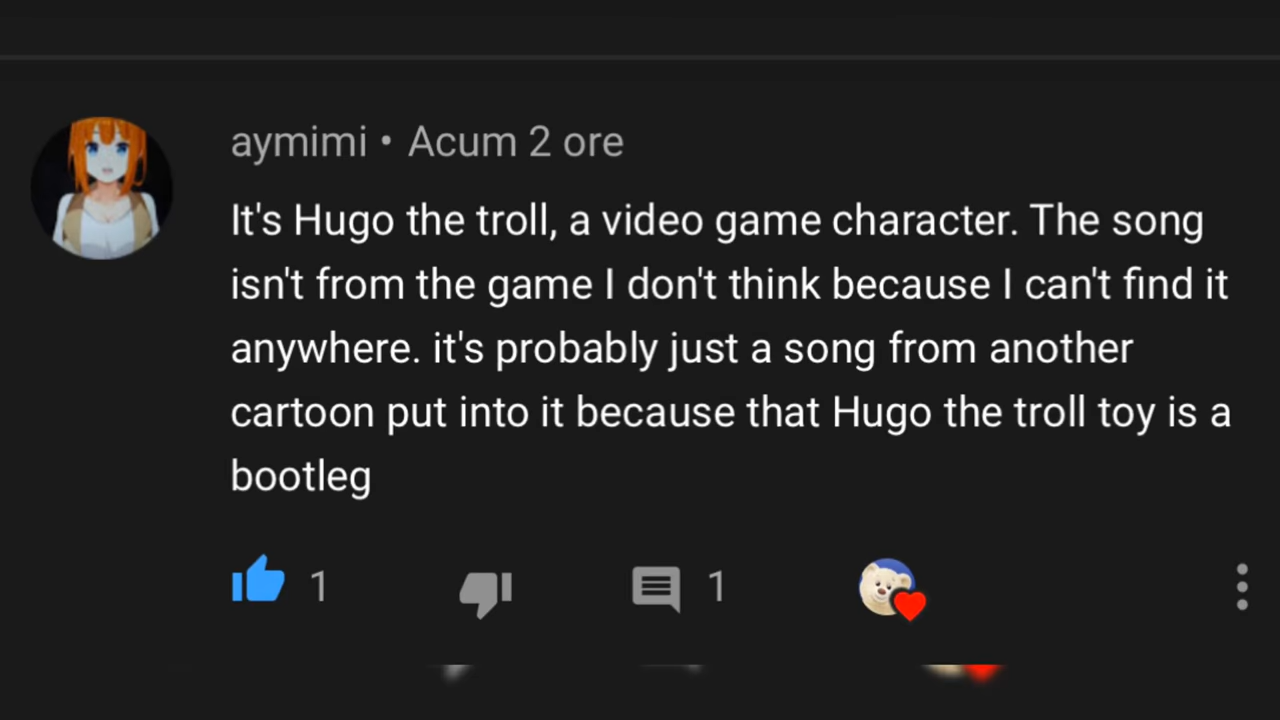 aymimi • Acum 2 ore
It's Hugo the troll, a video game character. The song
isn't from the game I don't think because I can't find it
anywhere. it's probably just a song from another
cartoon put into it because that Hugo the troll toy is a
bootleg
1
1